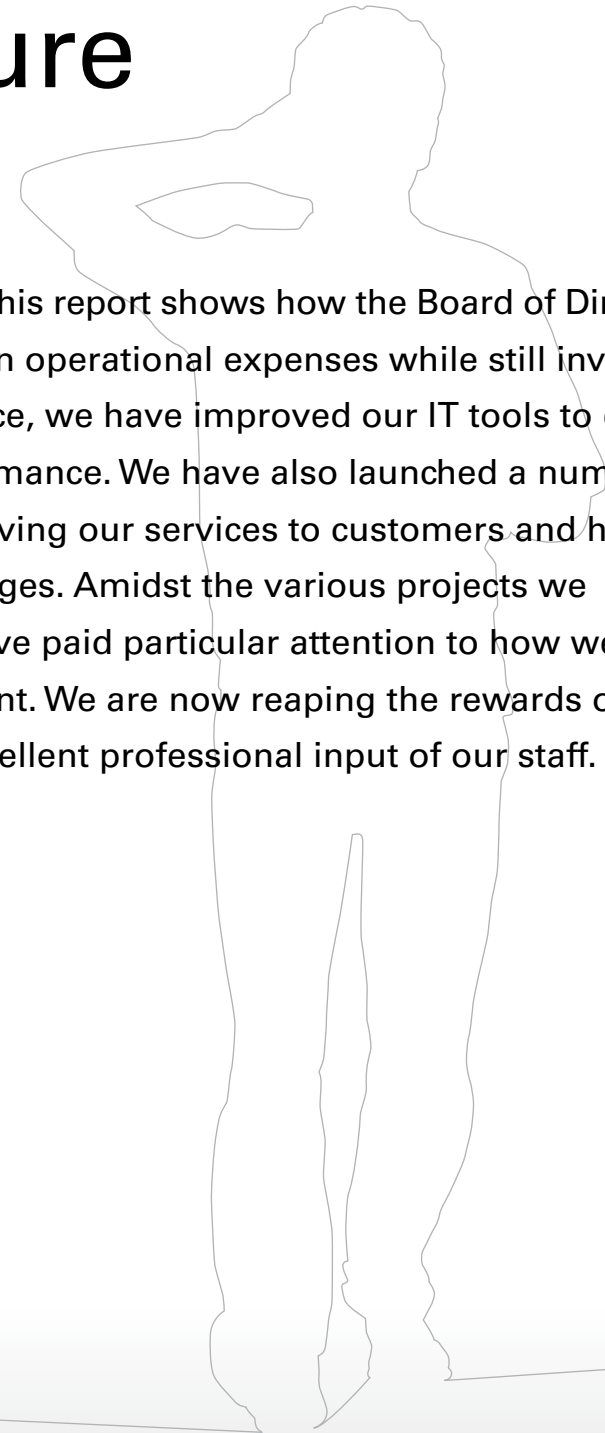 ure
his report shows how the Board of Dir
n operational expenses while still inv
ce, we have improved our IT tools to
mance. We have also launched a num
ving our services to customers and h
ges. Amidst the various projects we
ve paid particular attention to how we
nt. We are now reaping the rewards o
ellent professional input of our staff.